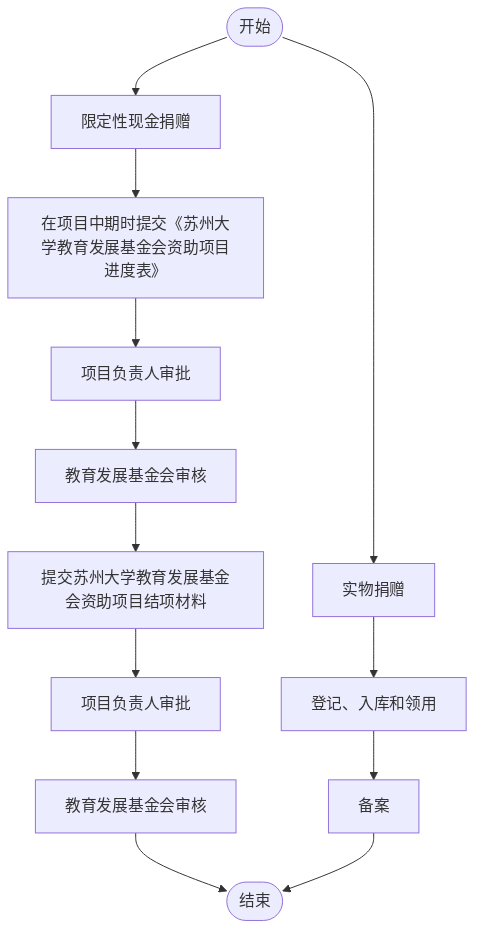 开始
限定性现金捐赠
在项目中期时提交《苏州大
学教育发展基金会资助项目
进度表》
项目负责人审批
教育发展基金会审核
提交苏州大学教育发展基金
会资助项目结项材料
项目负责人审批
教育发展基金会审核
实物捐赠
登记、入库和领用
备案
结束